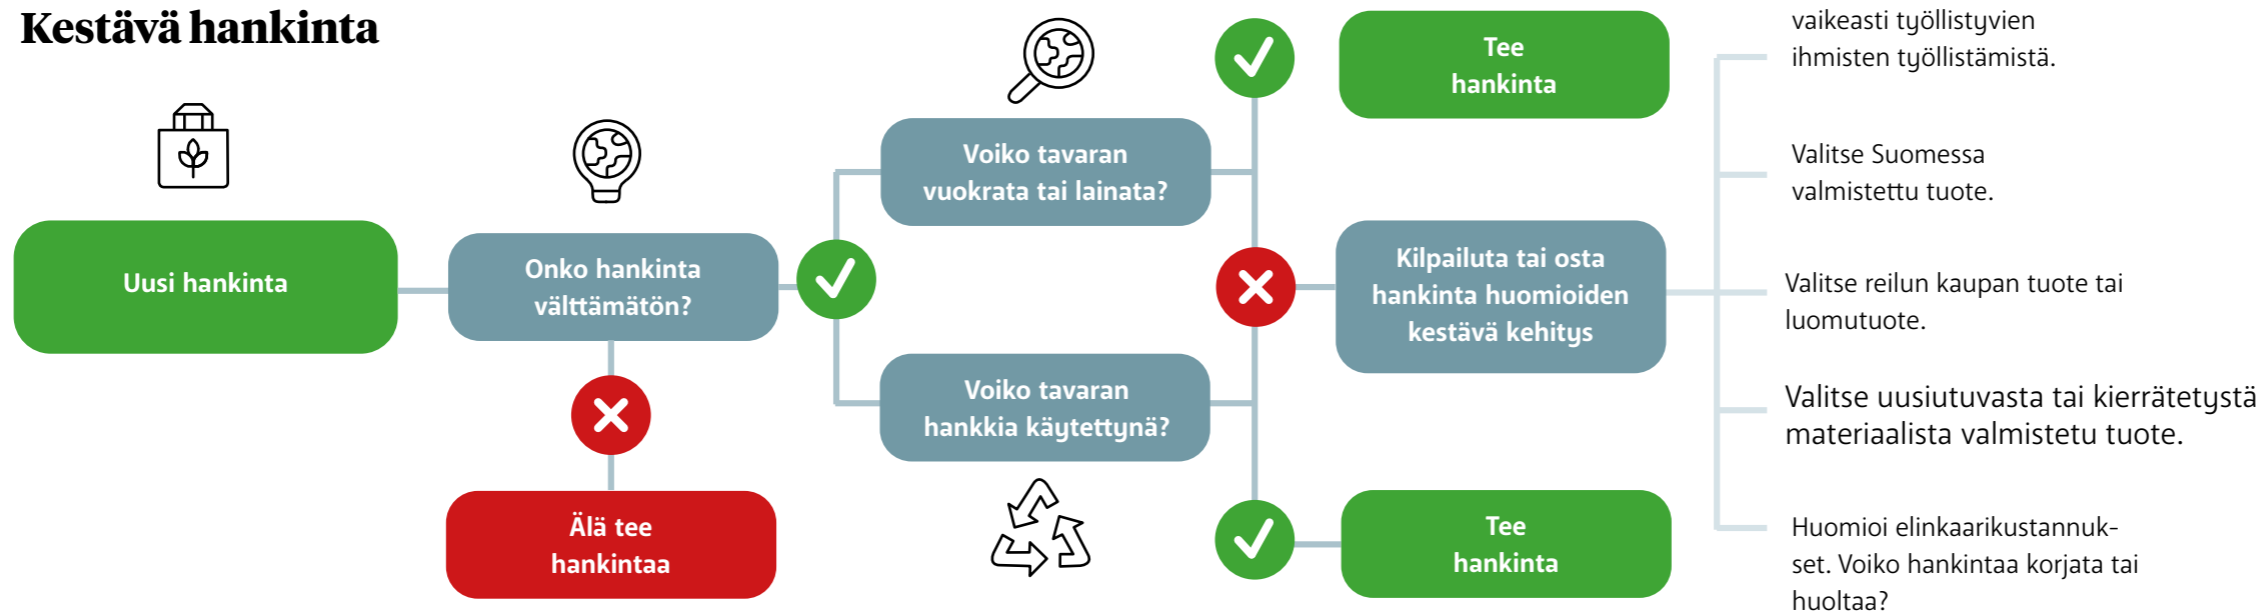 Kestävä hankinta
Uusi hankinta
Onko hankinta
välttämätön?
Älä tee
hankintaa
Voiko tavaran
vuokrata tai lainata?
Voiko tavaran
hankkia käytettynä?
Tee
hankinta
Kilpailuta tai osta
hankinta huomioiden
kestävä kehitys
Tee
hankinta
vaikeasti työllistyvien
ihmisten työllistämistä.
Valitse Suomessa
valmistettu tuote.
Valitse reilun kaupan tuote tai
luomutuote.
Valitse uusiutuvasta tai kierrätetystä
materiaalista valmistetu tuote.
Huomioi elinkaarikustannuk-
set. Voiko hankintaa korjata tai
huoltaa?